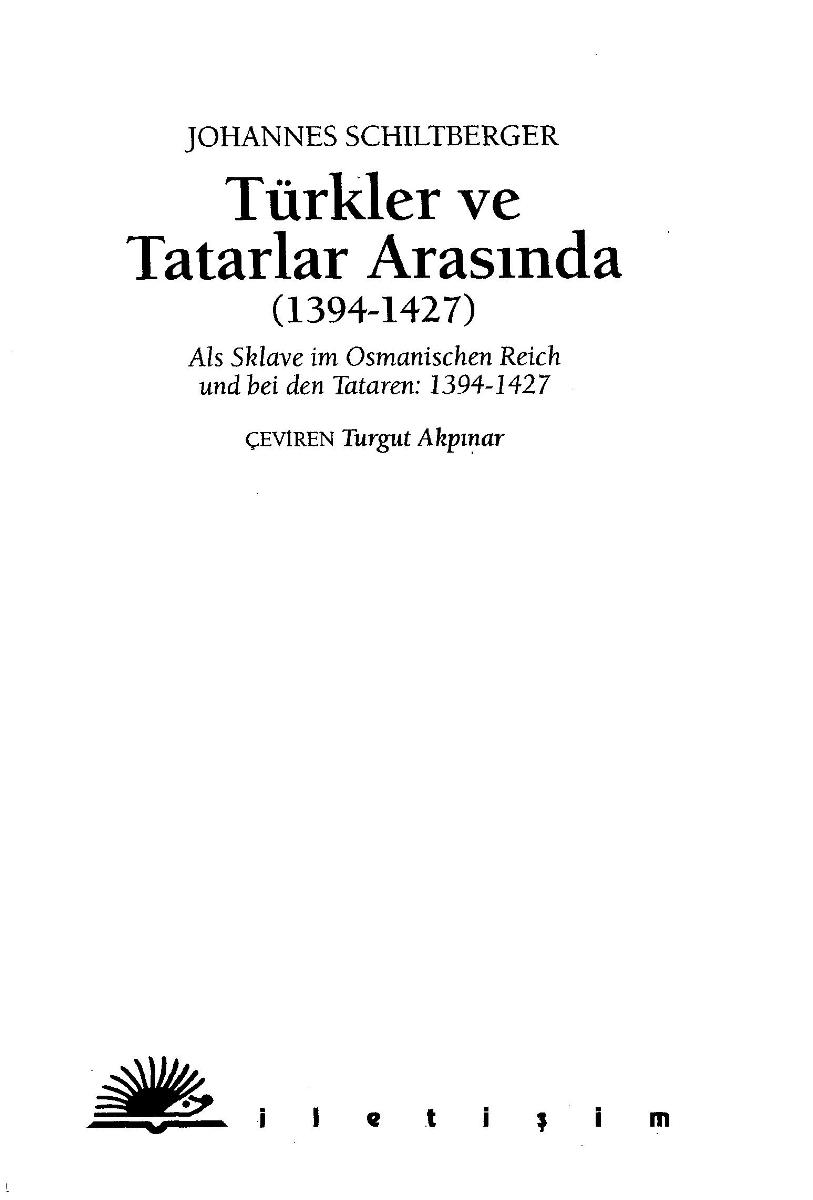 JOHANNES SCHILTBERGER
Türkler ve
Tatarlar Arasında
(1394-1427)
Als Sklave im Osmanischen Reich
und bei den Tataren: 1394-1427
ÇEVİREN Turgut Akpınar
iletişim